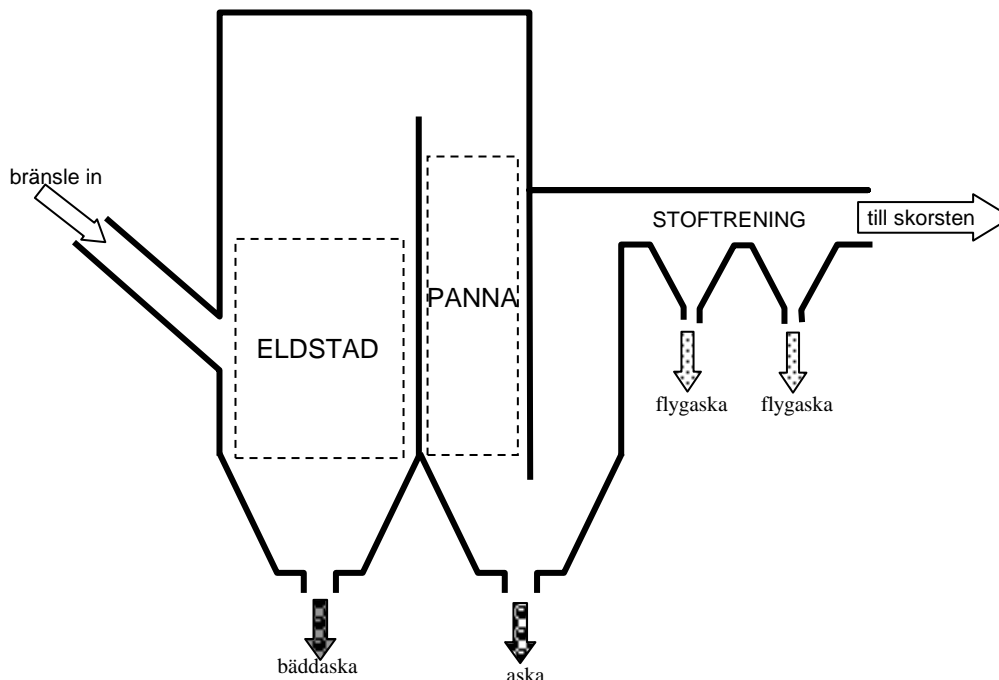 bränsle in
STOFTRENING
till skorsten
PANNA
ELDSTAD
flygaska
flygaska
bäddaska
aska